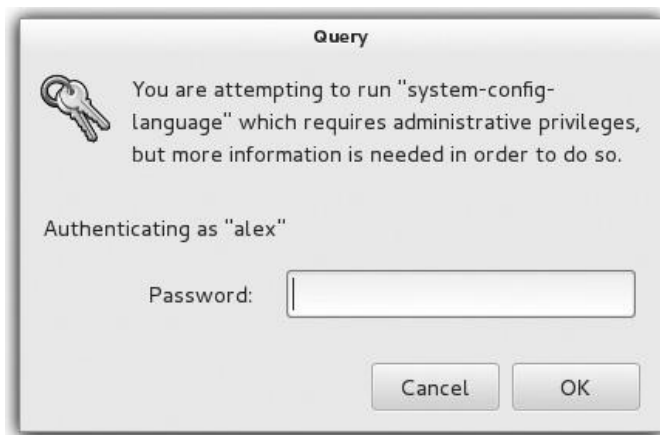 Query
You are attempting to run "system-config-
language" which requires administrative privileges,
but more information is needed in order to do so.
Authenticating as "alex"
Password:
Cancel OK